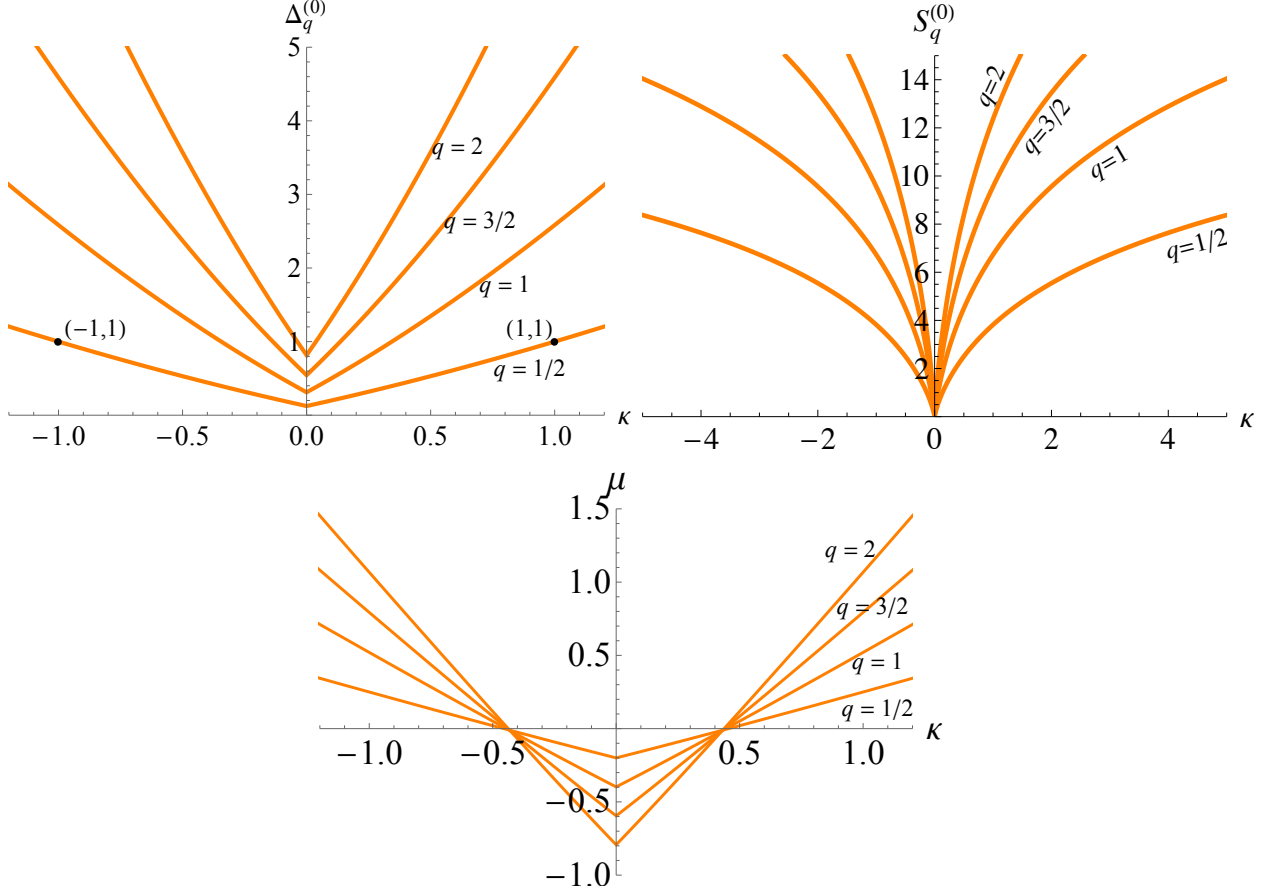 Δ_q^(0)
5
4
3
2
1
q = 2
q = 3/2
q = 1
q = 1/2
(−1,1)
(1,1)
−1.0
−0.5
0.0
0.5
1.0
κ
S_q^(0)
14
12
10
8
6
4
2
q=2
q=3/2
q=1
q=1/2
−4
−2
0
2
4
κ
μ
1.5
1.0
0.5
−0.5
−1.0
q = 2
q = 3/2
q = 1
q = 1/2
−1.0
−0.5
0.5
1.0
κ